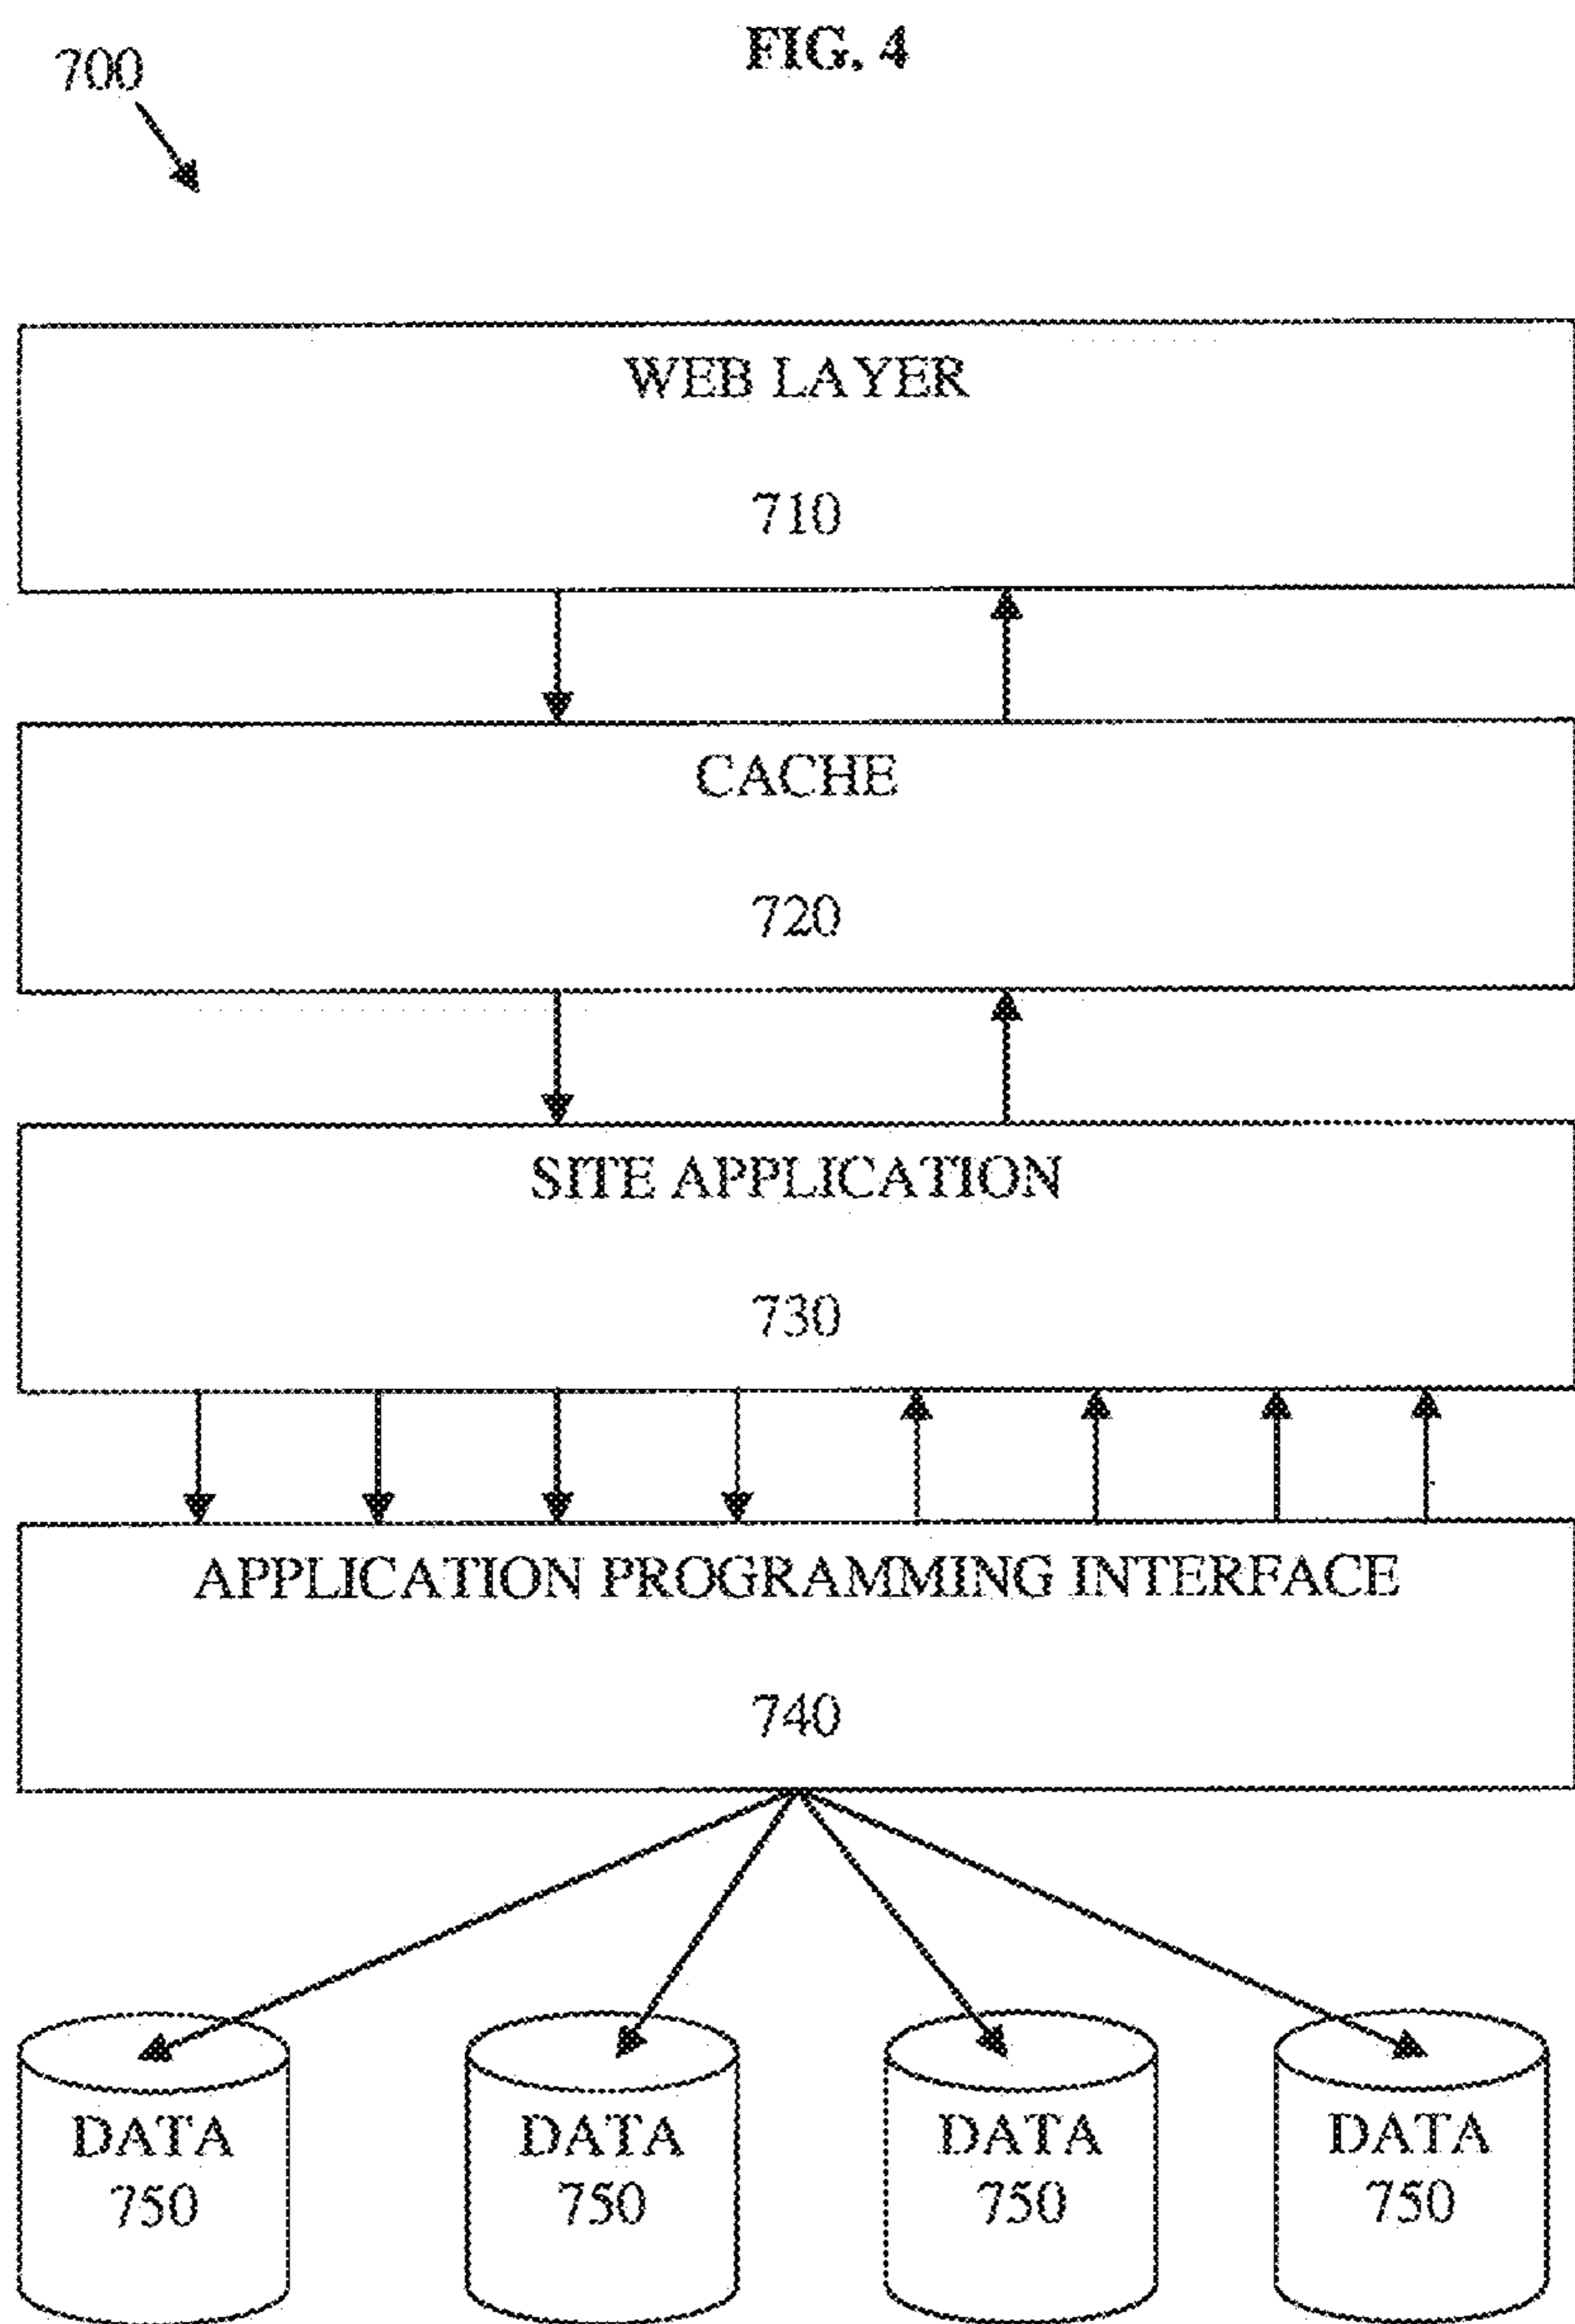 FIG. 4
700
WEB LAYER
710
CACHE
720
SITE APPLICATION
730
APPLICATION PROGRAMMING INTERFACE
740
DATA
750
DATA
750
DATA
750
DATA
750